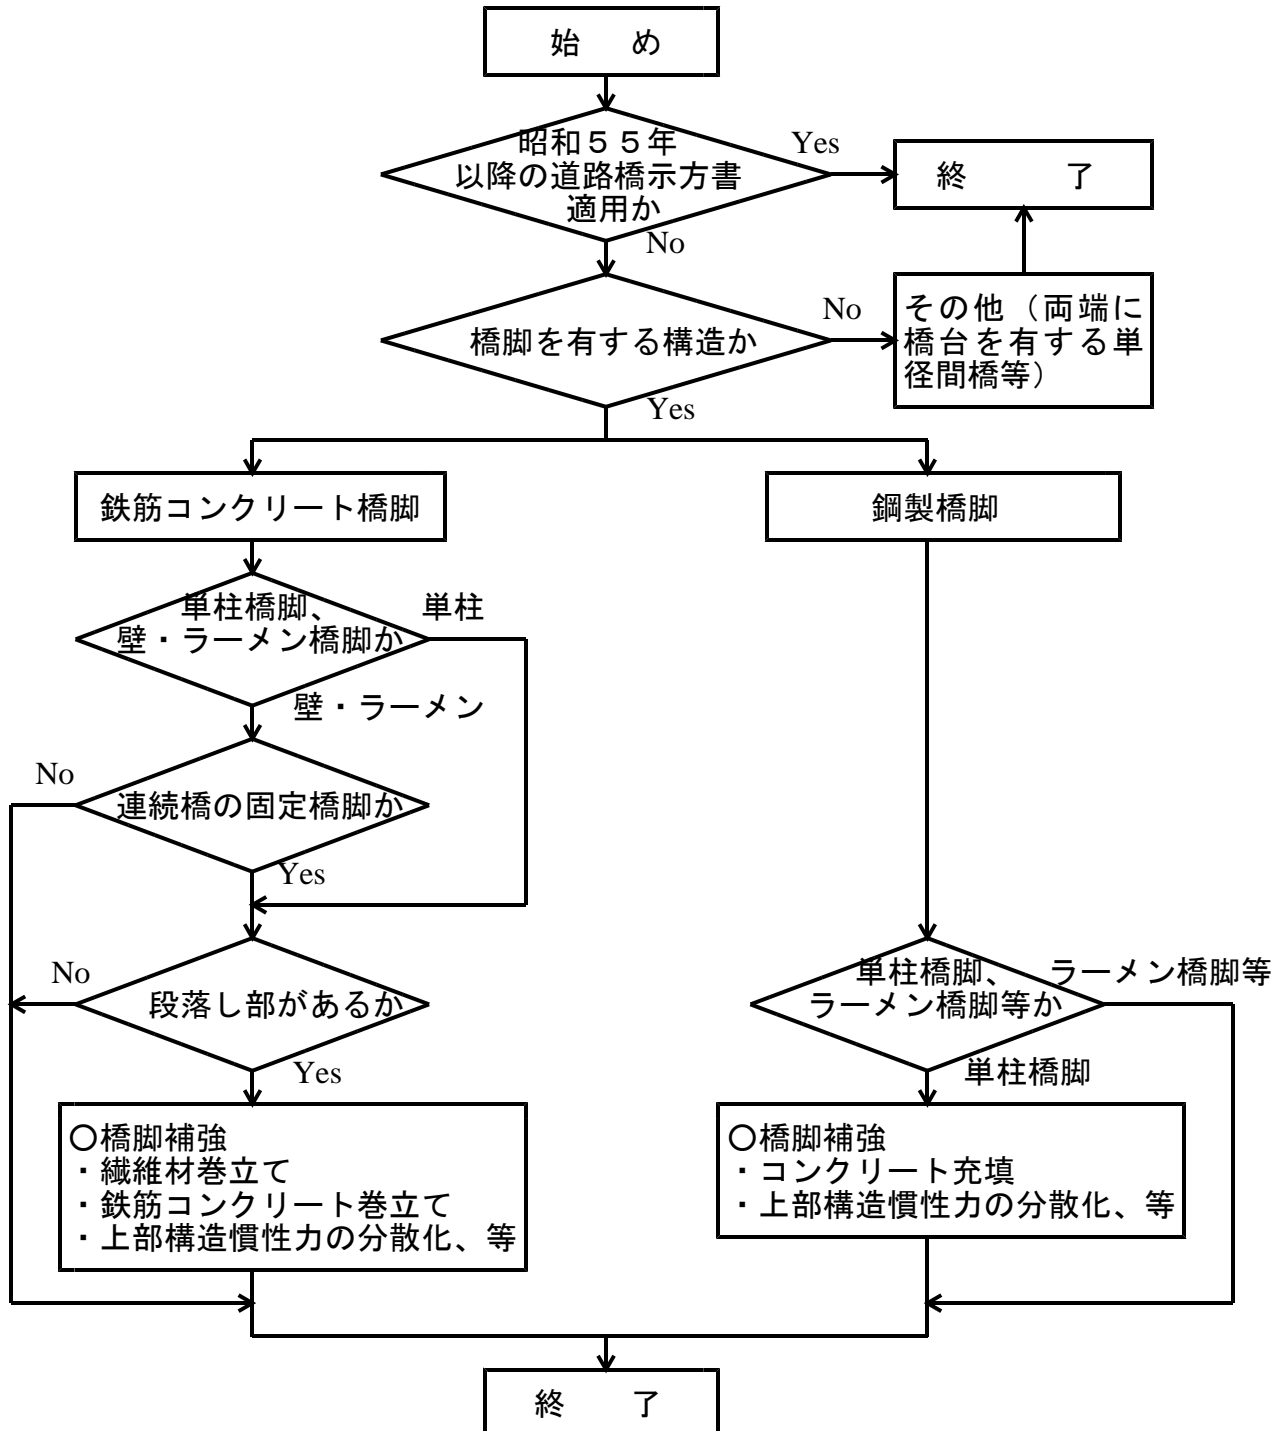 始　め
昭和５５年
以降の道路橋示方書
適用か
Yes
終　了
No
橋脚を有する構造か
No
その他（両端に
橋台を有する単
径間橋等）
Yes
鉄筋コンクリート橋脚
鋼製橋脚
単柱橋脚、
壁・ラーメン橋脚か
単柱
壁・ラーメン
No
連続橋の固定橋脚か
Yes
No
段落し部があるか
Yes
単柱橋脚、
ラーメン橋脚等か
ラーメン橋脚等
単柱橋脚
○橋脚補強
・繊維材巻立て
・鉄筋コンクリート巻立て
・上部構造慣性力の分散化、等
○橋脚補強
・コンクリート充填
・上部構造慣性力の分散化、等
終　了